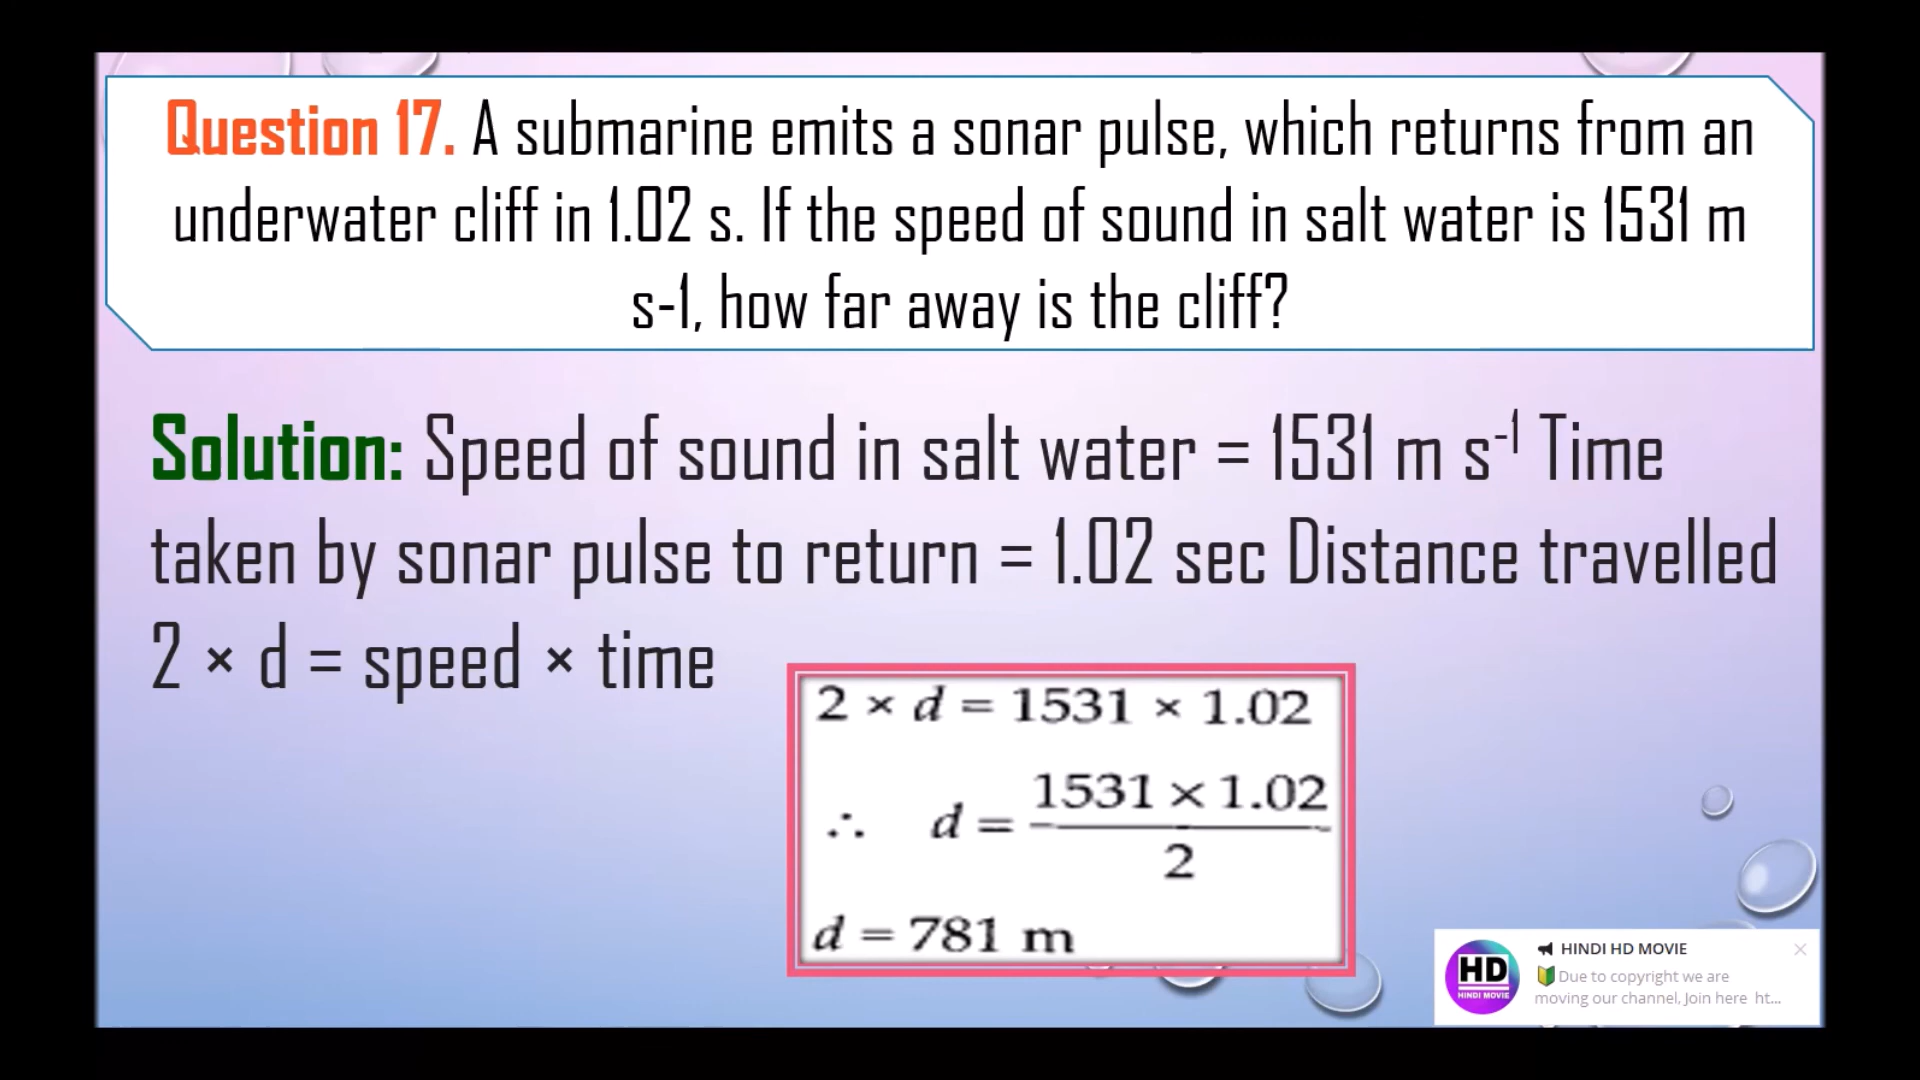 Question 17. A submarine emits a sonar pulse, which returns from an
underwater cliff in 1.02 s. If the speed of sound in salt water is 1531 m
s-1, how far away is the cliff?
Solution: Speed of sound in salt water = 1531 m s⁻¹ Time
taken by sonar pulse to return = 1.02 sec Distance travelled
2 × d = speed × time
2 × d = 1531 × 1.02
∴ d = 1531 × 1.02 / 2
d = 781 m
HD
HINDI MOVIE
HINDI HD MOVIE
Due to copyright we are
moving our channel, Join here ht...